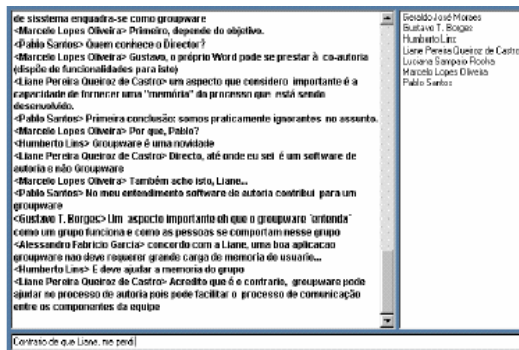 de sisstema enquadra-se como groupware
<Marcelo Lopes Oliveira> Primeiro, depende do objetivo.
<Pablo Santos> Quem conhece o Director?
<Marcelo Lopes Oliveira> Gustavo, o próprio Word pode se prestar à co-autoria
(dispõe de funcionalidades para isto)
<Liane Pereira Queiroz de Castro> um aspecto que considero importante é a
capacidade de fornecer uma "memória" do processo que está sendo
desenvolvido.
<Pablo Santos> Primeira conclusão: somos praticamente ignorantes no assunto.
<Marcelo Lopes Oliveira> Por que, Pablo?
<Humberto Lins> Groupware é uma novidade
<Liane Pereira Queiroz de Castro> Directo, até onde eu sei é um software de
autoria e não Groupware
<Marcelo Lopes Oliveira> Também acho isto, Liane...
<Pablo Santos> No meu entendimento software de autoria contribui para um
groupware
<Gustavo T. Borges> Um aspecto importante eh que o groupware ¨entenda¨
como um grupo funciona e como as pessoas se comportam nesse grupo
<Alessandro Fabricio Garcia> concordo com a Liane, uma boa aplicacao
groupware nao deve requerer grande carga de memoria do usuario...
<Humberto Lins> E deve ajudar a memoria do grupo
<Liane Pereira Queiroz de Castro> Acredito que é o contrario, groupware pode
ajudar no processo de autoria pois pode facilitar o processo de comunicação
entre os componentes da equipe
Contrario de que Liane, me perdi
Geraldo José Moraes
Gustavo T. Borges
Humberto Lins
Liane Pereira Queiroz de Castro
Luciana Sampaio Rocha
Marcelo Lopes Oliveira
Pablo Santos